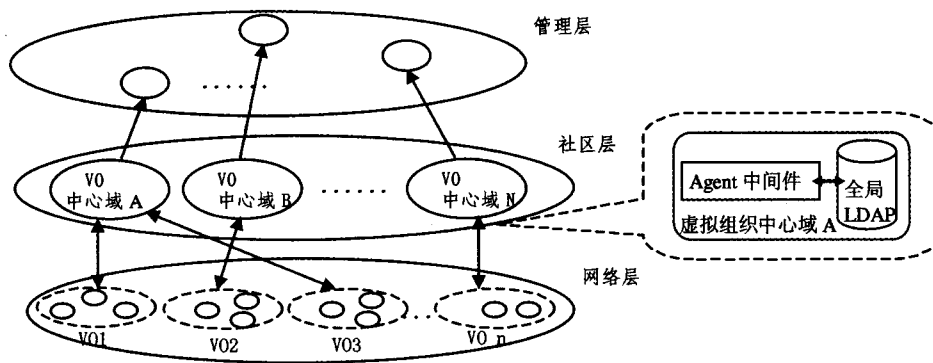 管理层
......
社区层
VO
中心域 A
VO
中心域 B
......
VO
中心域 N
Agent 中间件
全局
LDAP
虚拟组织中心域 A
网络层
VO1
VO2
VO3
..
VO n